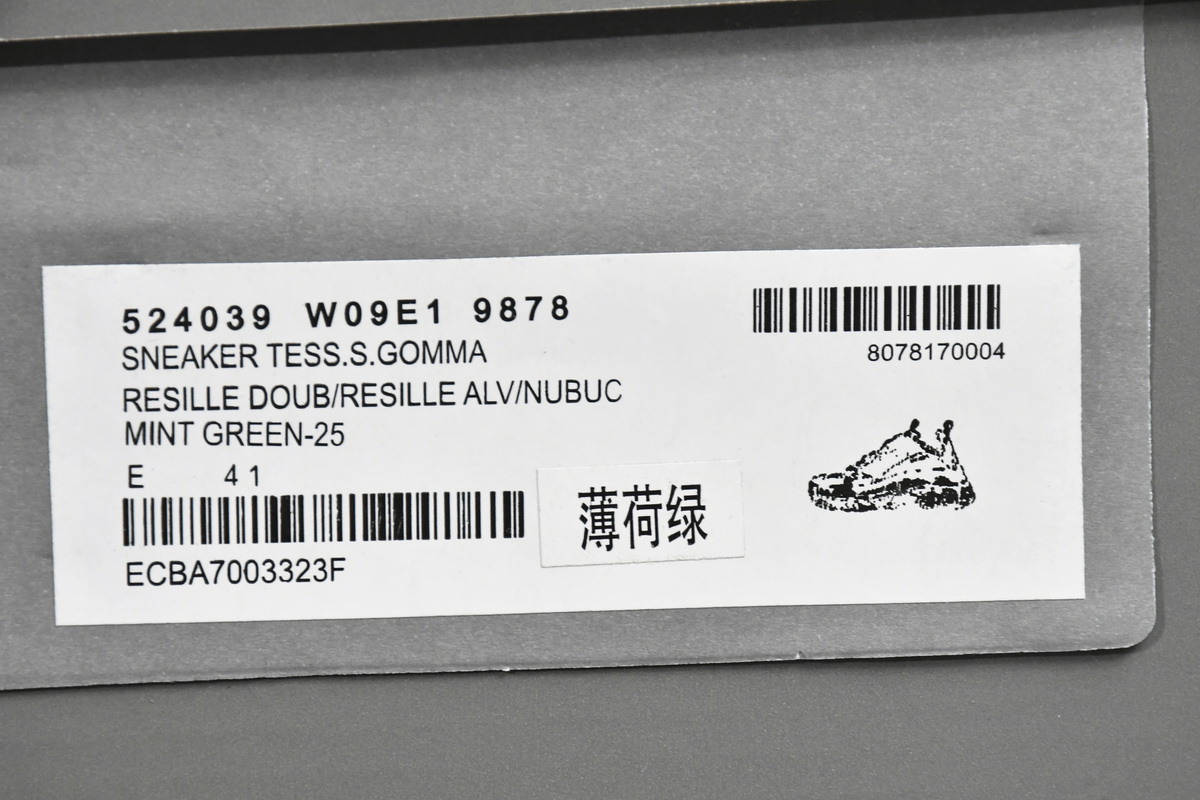 524039 W09E1 9878
SNEAKER TESS.S.GOMMA
RESILLE DOUB/RESILLE ALV/NUBUC
MINT GREEN-25
E 41
ECBA7003323F
薄荷绿
8078170004